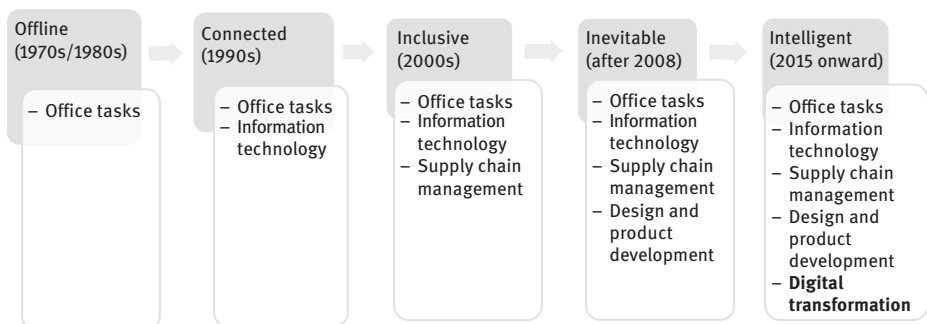 Offline
(1970s/1980s)
– Office tasks
Connected
(1990s)
– Office tasks
– Information
technology
Inclusive
(2000s)
– Office tasks
– Information
technology
– Supply chain
management
Inevitable
(after 2008)
– Office tasks
– Information
technology
– Supply chain
management
– Design and
product
development
Intelligent
(2015 onward)
– Office tasks
– Information
technology
– Supply chain
management
– Design and
product
development
– Digital
transformation